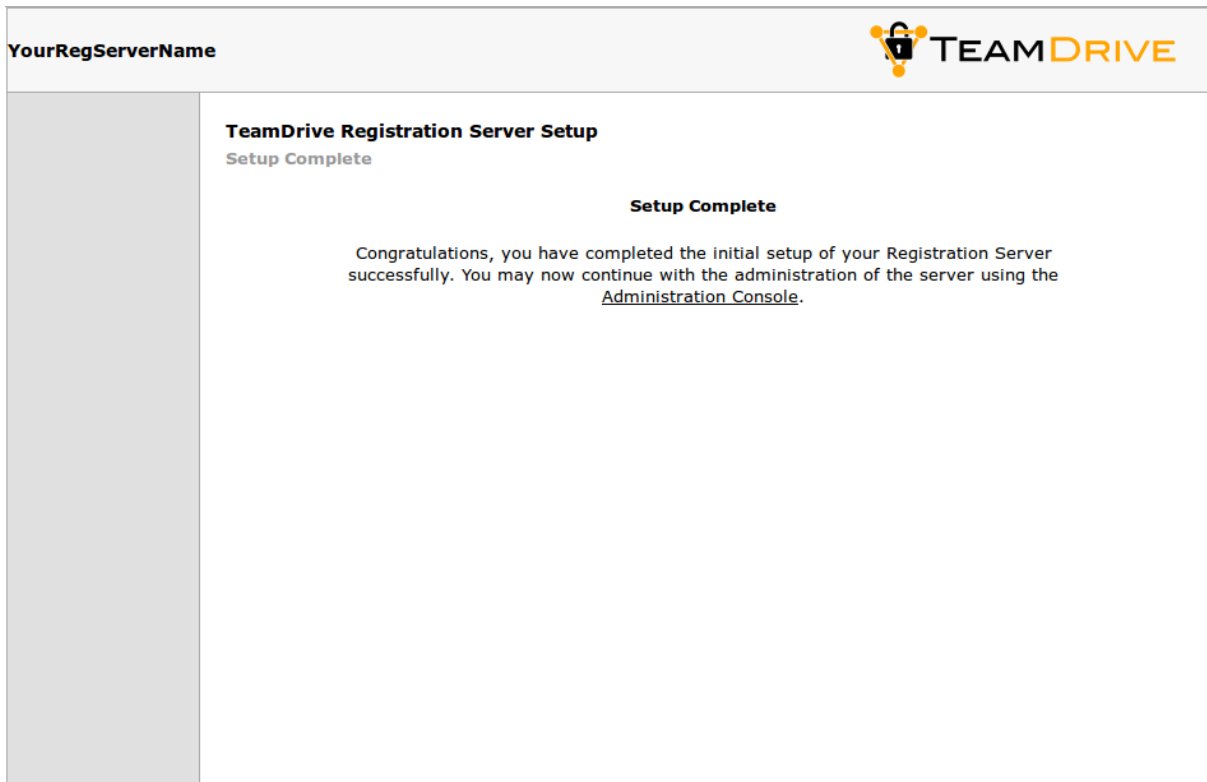 YourRegServerName
TEAMDRIVE
TeamDrive Registration Server Setup
Setup Complete
Setup Complete
Congratulations, you have completed the initial setup of your Registration Server
successfully. You may now continue with the administration of the server using the
Administration Console.